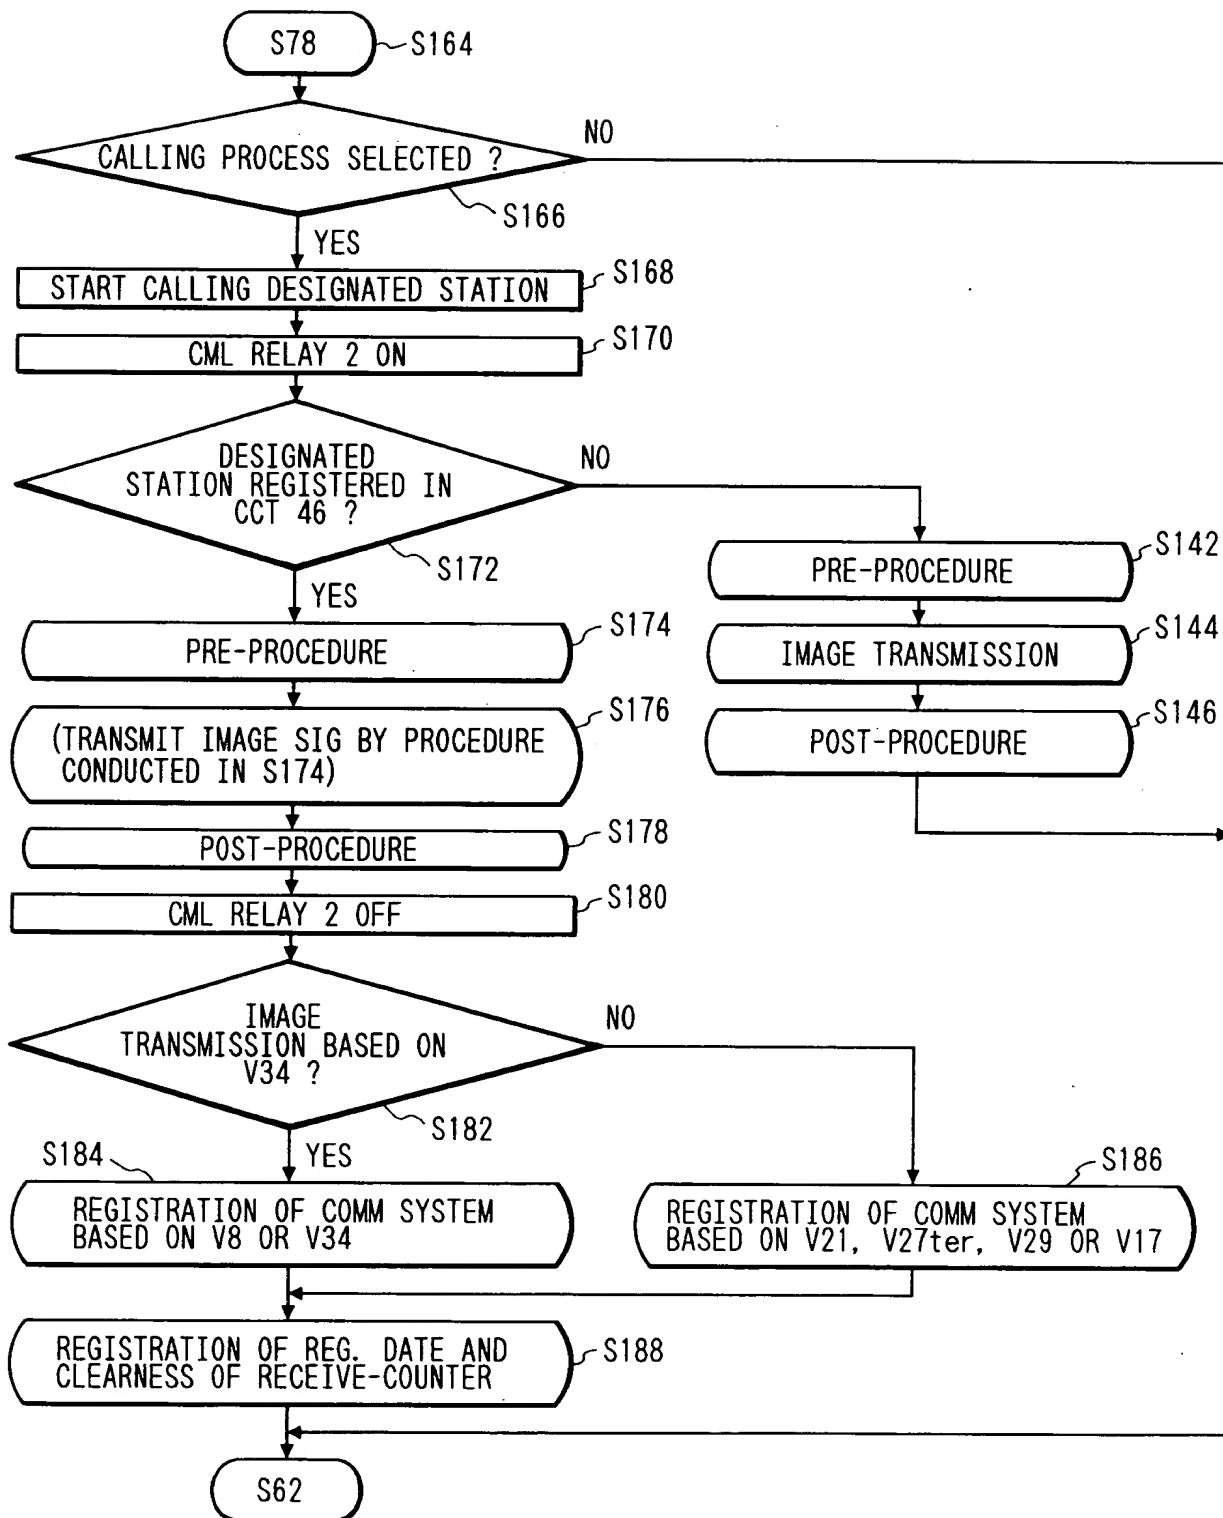 S78
S164
CALLING PROCESS SELECTED ?
NO
S166
YES
START CALLING DESIGNATED STATION
S168
CML RELAY 2 ON
S170
DESIGNATED
STATION REGISTERED IN
CCT 46 ?
NO
S172
YES
PRE-PROCEDURE
S142
IMAGE TRANSMISSION
S144
POST-PROCEDURE
S146
PRE-PROCEDURE
S174
(TRANSMIT IMAGE SIG BY PROCEDURE
CONDUCTED IN S174)
S176
POST-PROCEDURE
S178
CML RELAY 2 OFF
S180
IMAGE
TRANSMISSION BASED ON
V34 ?
NO
S182
YES
S184
REGISTRATION OF COMM SYSTEM
BASED ON V8 OR V34
S186
REGISTRATION OF COMM SYSTEM
BASED ON V21, V27ter, V29 OR V17
REGISTRATION OF REG. DATE AND
CLEARNESS OF RECEIVE-COUNTER
S188
S62